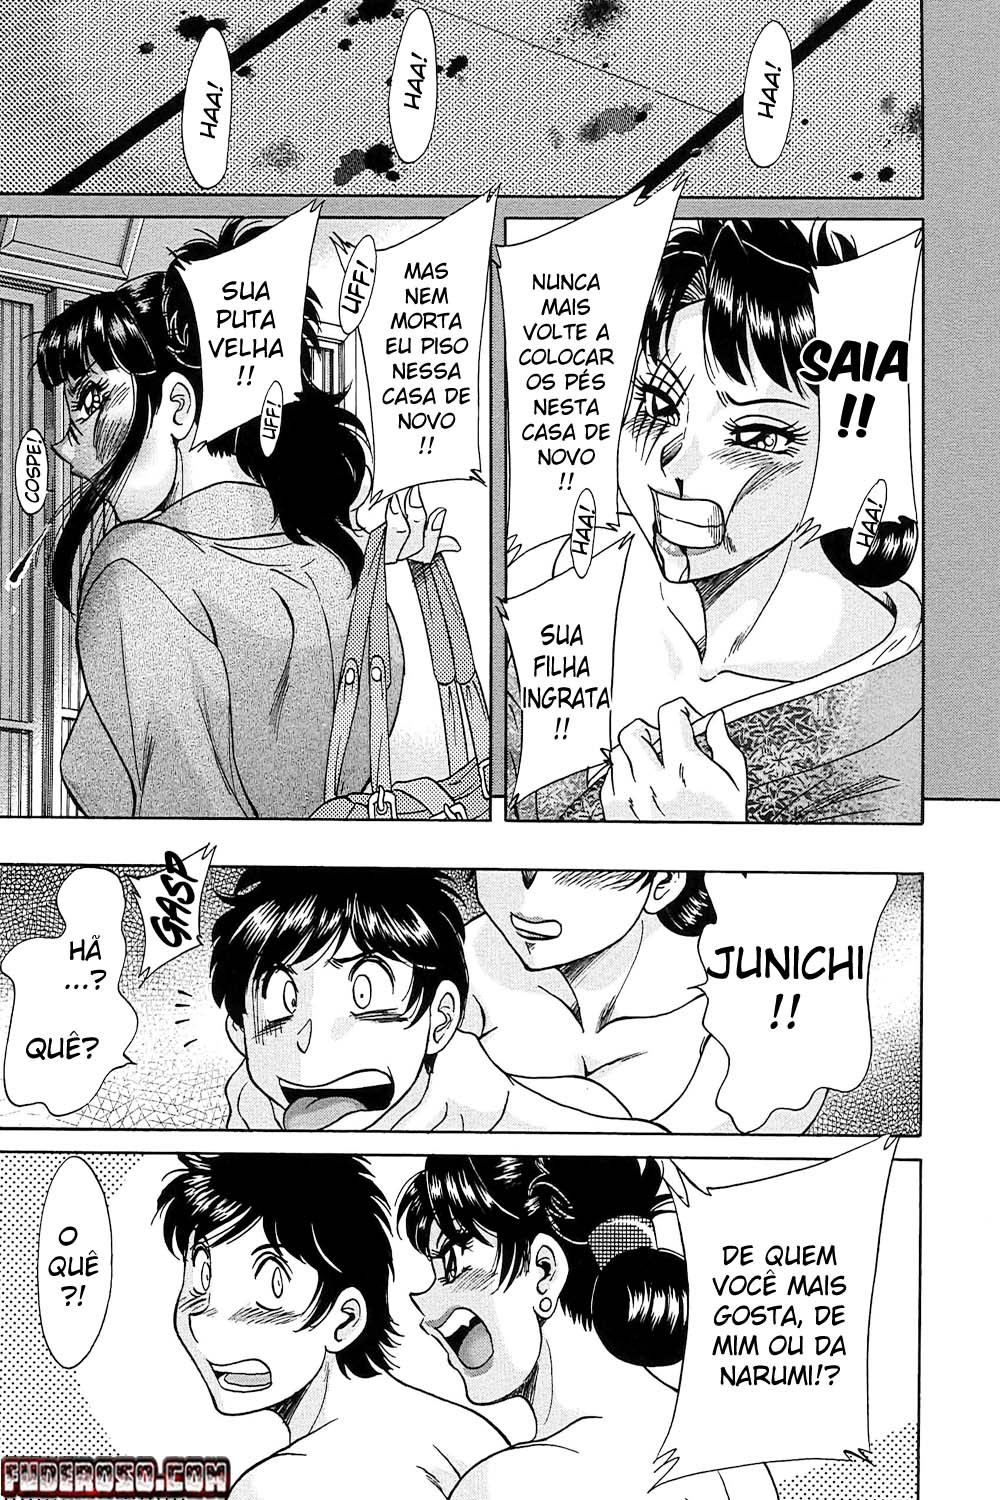 HAA!
HAA!
HAA!
SAIA
!!
NUNCA
MAIS
VOLTE A
COLOCAR
OS PÉS
NESTA
CASA DE
NOVO
!!
HAA!
HAA!
SUA
FILHA
INGRATA
!!
MAS
NEM
MORTA
EU PISO
NESSA
CASA DE
NOVO
!!
UFF!
SUA
PUTA
VELHA
!!
UFF!
COSPE!
JUNICHI
!!
GASP
HÃ
...?
QUÊ?
DE QUEM
VOCÊ MAIS
GOSTA, DE
MIM OU DA
NARUMI!?
O
QUÊ
?!
FUDEROSO.COM